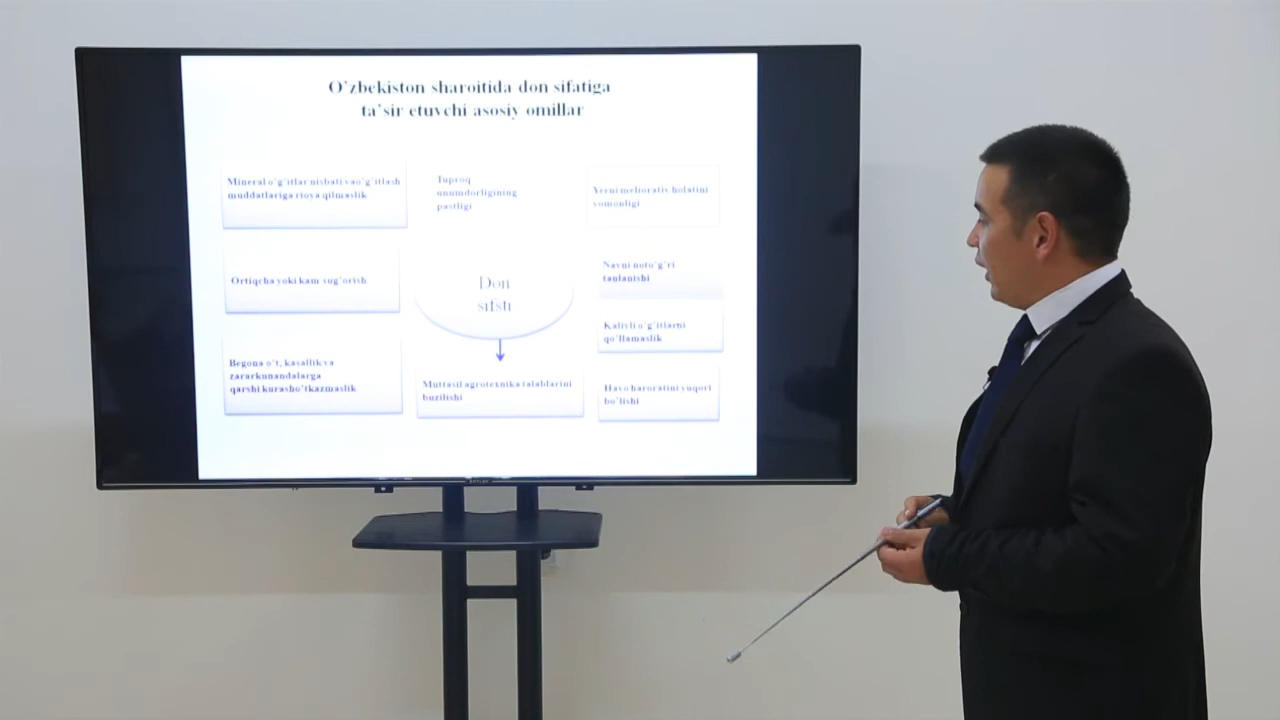 O'zbekiston sharoitida don sifatiga
ta'sir etuvchi asosiy omillar
Mineral o'g'itlar nisbati va o'g'itlash
muddatlariga rioya qilmaslik
Tuproq
unumdorligining
pastligi
Yerni meliorativ holatini
yomonligi
Ortiqcha yoki kam sug'orish
Don
sifati
Navni noto'g'ri
tanlanishi
Kaliyli o'g'itlarni
qo'llamaslik
Begona o't, kasallik va
zararkunandalarga
qarshi kurash o'tkazmaslik
Muttasil agrotexnika talablarini
buzilishi
Havo haroratini yuqori
bo'lishi
ARTEL